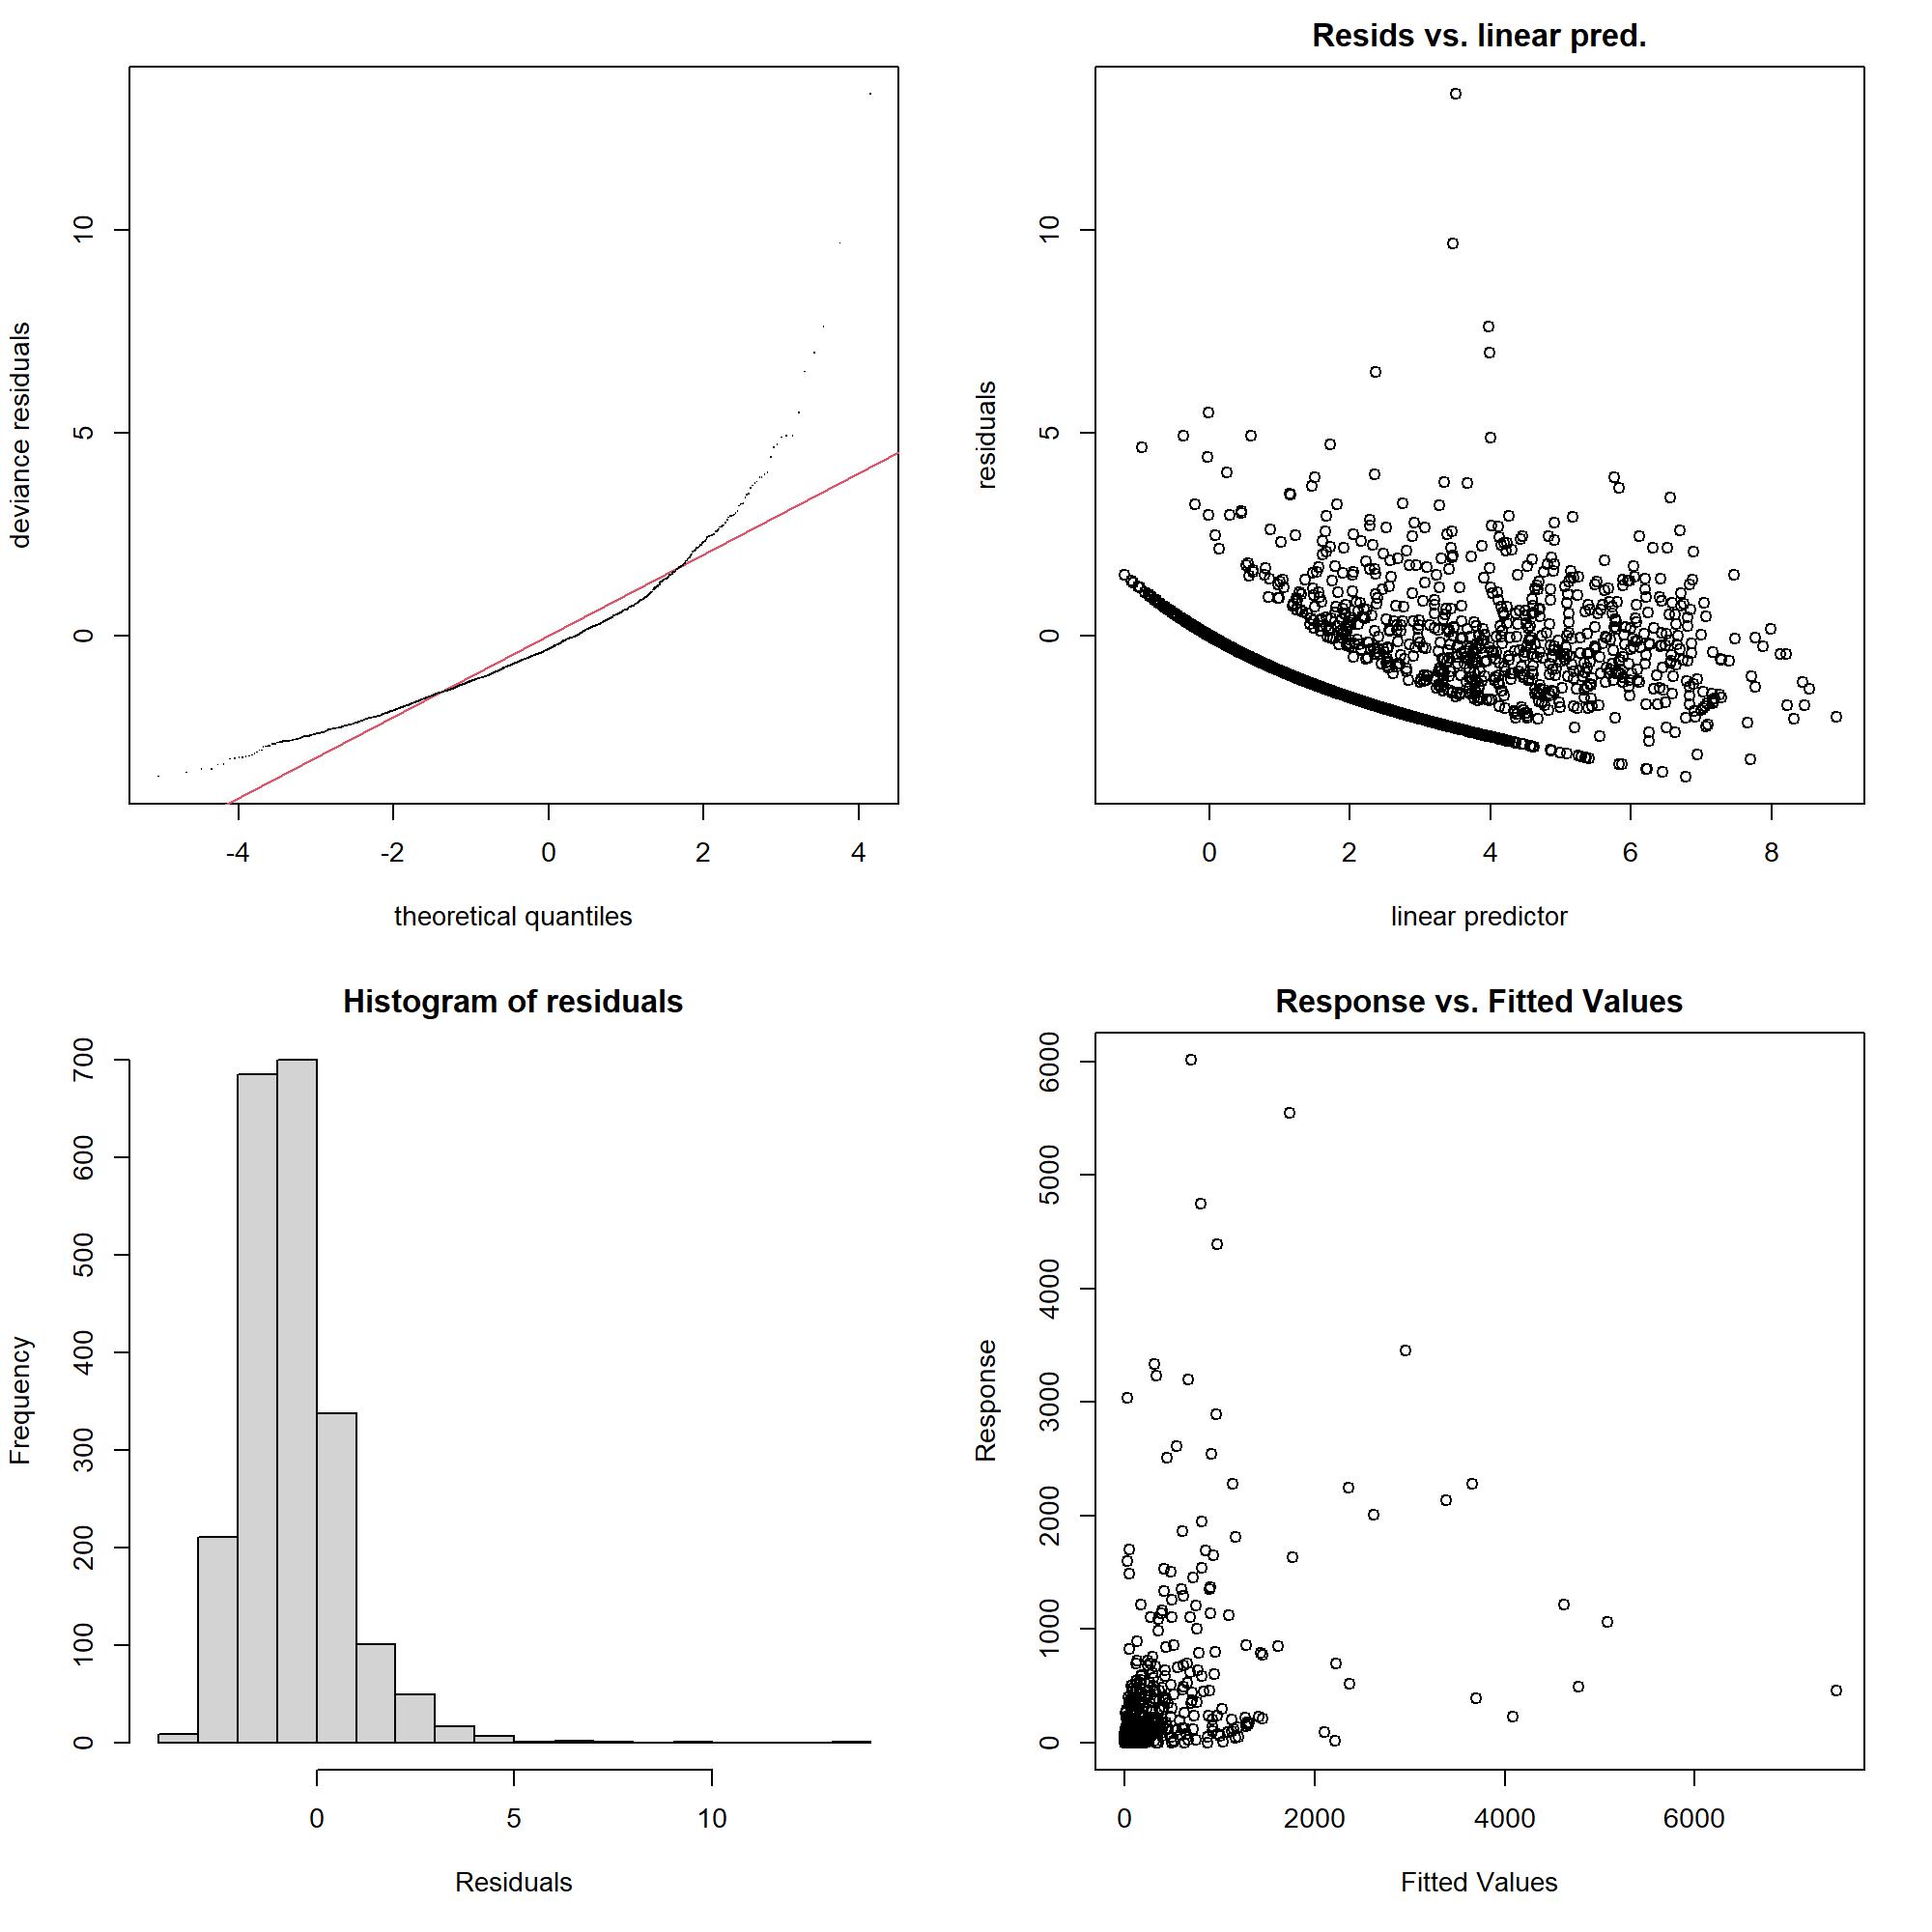 deviance residuals
10
5
0
-4 -2 0 2 4
theoretical quantiles
Resids vs. linear pred.
residuals
10
5
0
0 2 4 6 8
linear predictor
Histogram of residuals
Frequency
700
600
500
400
300
200
100
0
0 5 10
Residuals
Response vs. Fitted Values
Response
6000
5000
4000
3000
2000
1000
0
0 2000 4000 6000
Fitted Values